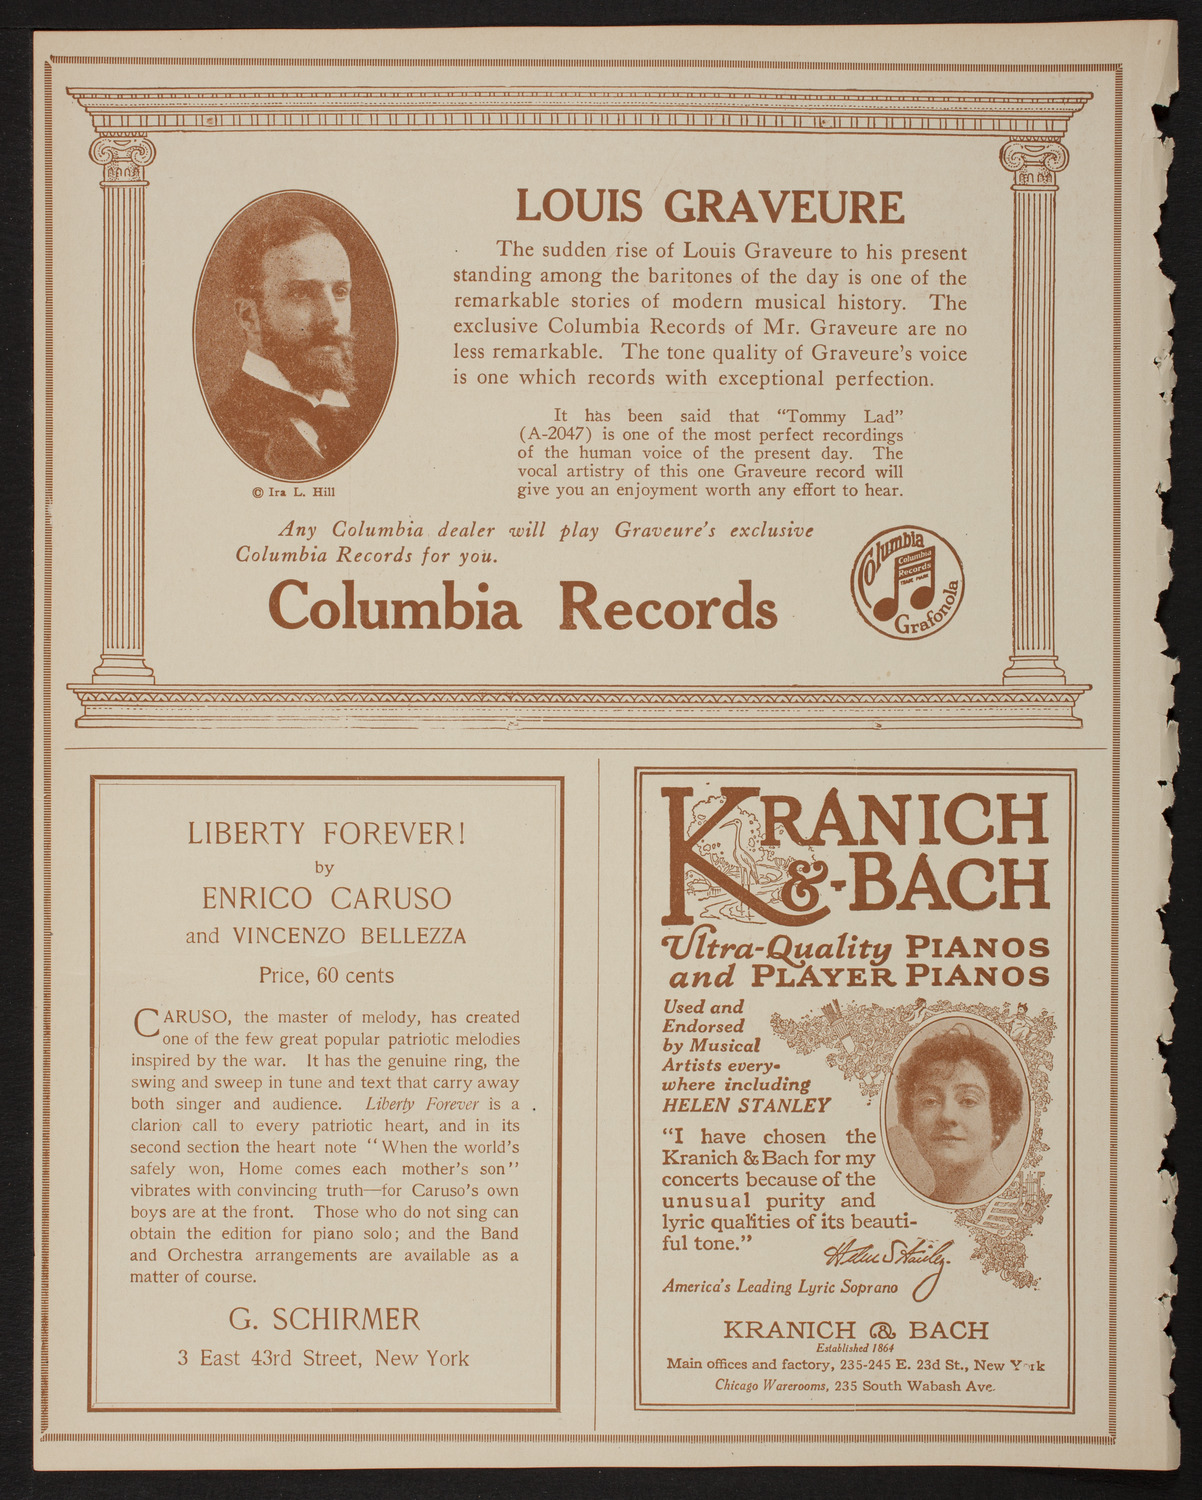 LOUIS GRAVEURE
The sudden rise of Louis Graveure to his present
standing among the baritones of the day is one of the
remarkable stories of modern musical history. The
exclusive Columbia Records of Mr. Graveure are no
less remarkable. The tone quality of Graveure's voice
is one which records with exceptional perfection.
It has been said that "Tommy Lad"
(A-2047) is one of the most perfect recordings
of the human voice of the present day. The
vocal artistry of this one Graveure record will
give you an enjoyment worth any effort to hear.
© Ira L. Hill
Any Columbia dealer will play Graveure's exclusive
Columbia Records for you.
Columbia Records
Columbia
Columbia
Records
TRADE MARK
Grafonola
LIBERTY FOREVER!
by
ENRICO CARUSO
and VINCENZO BELLEZZA
Price, 60 cents
CARUSO, the master of melody, has created
one of the few great popular patriotic melodies
inspired by the war. It has the genuine ring, the
swing and sweep in tune and text that carry away
both singer and audience. Liberty Forever is a
clarion call to every patriotic heart, and in its
second section the heart note "When the world's
safely won, Home comes each mother's son"
vibrates with convincing truth—for Caruso's own
boys are at the front. Those who do not sing can
obtain the edition for piano solo; and the Band
and Orchestra arrangements are available as a
matter of course.
G. SCHIRMER
3 East 43rd Street, New York
KRANICH
&-BACH
Ultra-Quality PIANOS
and PLAYER PIANOS
Used and
Endorsed
by Musical
Artists every-
where including
HELEN STANLEY
"I have chosen the
Kranich & Bach for my
concerts because of the
unusual purity and
lyric qualities of its beauti-
ful tone."
Helen Stanley.
America's Leading Lyric Soprano
KRANICH & BACH
Established 1864
Main offices and factory, 235-245 E. 23d St., New York
Chicago Warerooms, 235 South Wabash Ave.